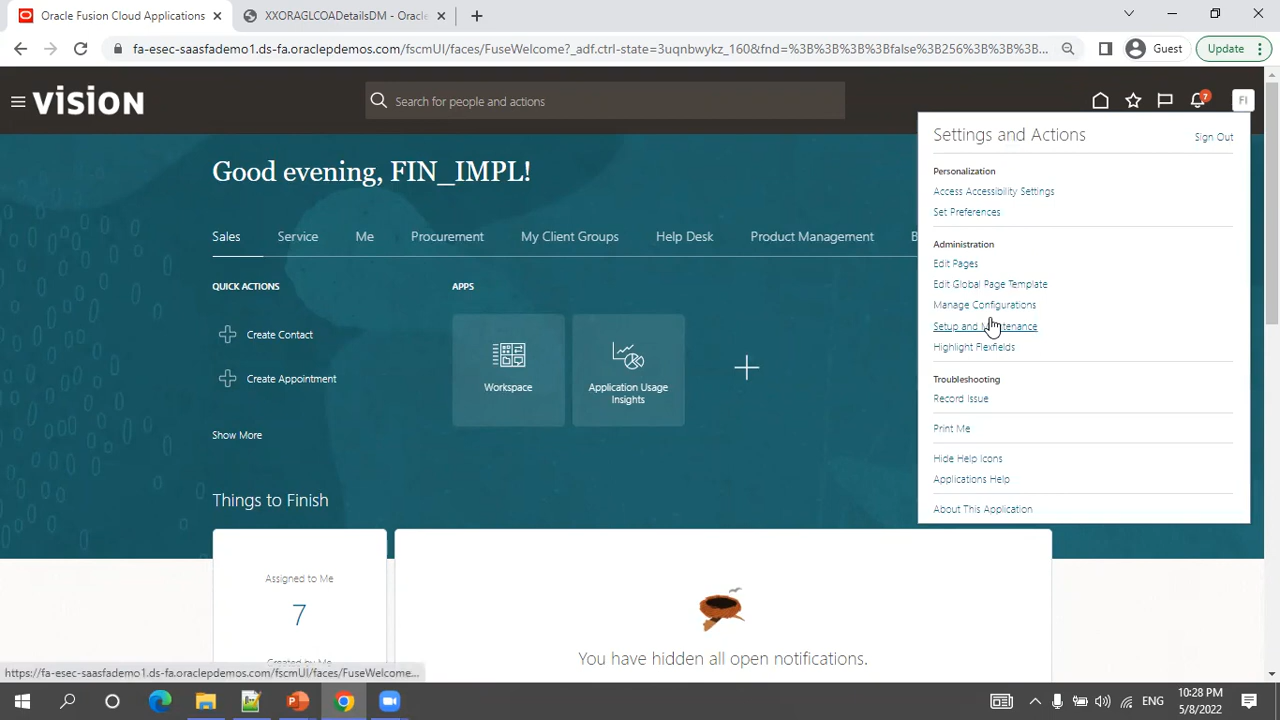 Oracle Fusion Cloud Applications
XXORAGLCOADetailsDM - Oracle
fa-esec-saasfademo1.ds-fa.oraclepdemos.com/fscmUI/faces/FuseWelcome?_adf.ctrl-state=3uqnbwykz_160&fnd=%3B%3B%3B%3Bfalse%3B256%3B%3B%3B...
Guest
Update
vision
Search for people and actions
7
FI
Settings and Actions
Sign Out
Good evening, FIN_IMPL!
Personalization
Access Accessibility Settings
Set Preferences
Sales
Service
Me
Procurement
My Client Groups
Help Desk
Product Management
B
Administration
Edit Pages
Edit Global Page Template
Manage Configurations
Setup and Maintenance
Highlight Flexfields
QUICK ACTIONS
APPS
Create Contact
Create Appointment
Show More
Workspace
Application Usage
Insights
Troubleshooting
Record Issue
Print Me
Hide Help Icons
Applications Help
About This Application
Things to Finish
Assigned to Me
7
Created by Me
You have hidden all open notifications.
https://fa-esec-saasfademo1.ds-fa.oraclepdemos.com/fscmUI/faces/FuseWelcome...
ENG
10:28 PM
5/8/2022